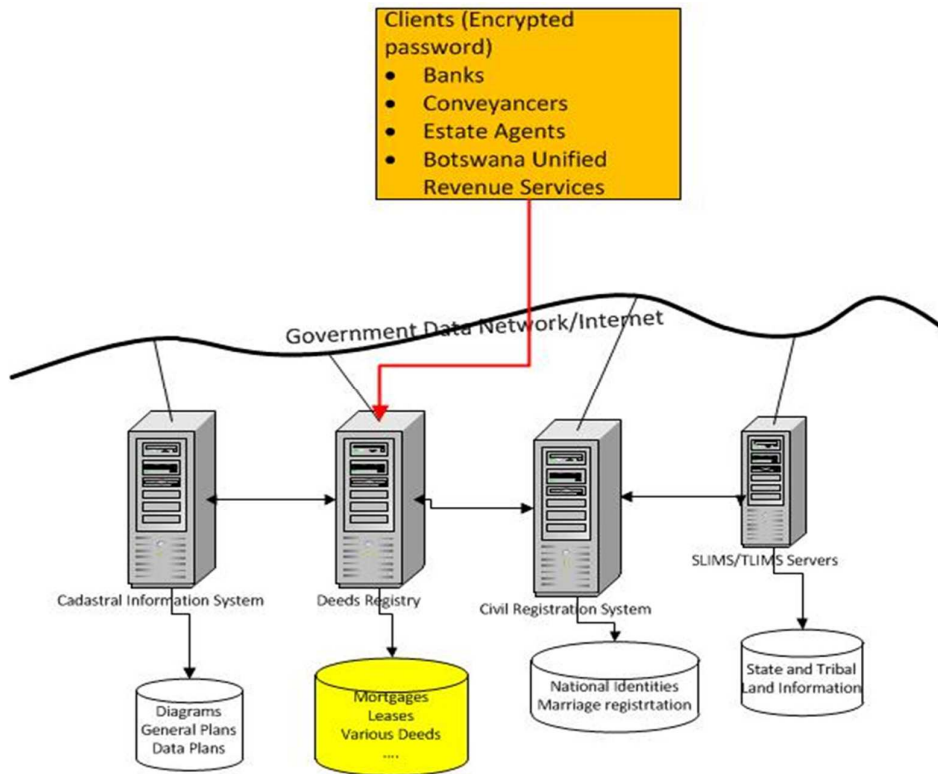 Clients (Encrypted
password)
• Banks
• Conveyancers
• Estate Agents
• Botswana Unified
Revenue Services
Government Data Network/Internet
Cadastral Information System
Deeds Registry
Civil Registration System
SLIMS/TLIMS Servers
Diagrams
General Plans
Data Plans
Mortgages
Leases
Various Deeds
....
National Identities
Marriage registrtation
State and Tribal
Land Information